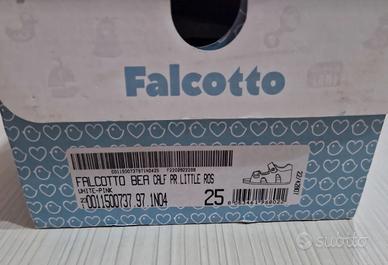 Falcotto
FALCOTTO BEA CALF PR LITTLE ROS
WHITE-PINK
0011500737.97.1N04
25
subito